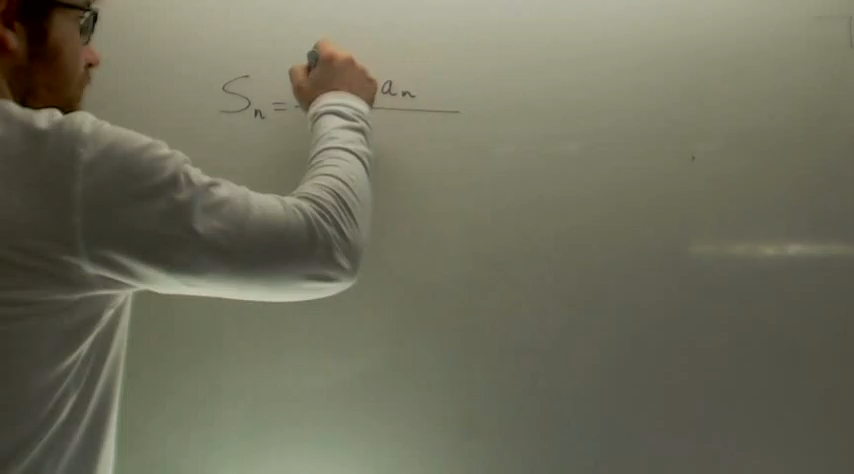 Sₙ = aₙ